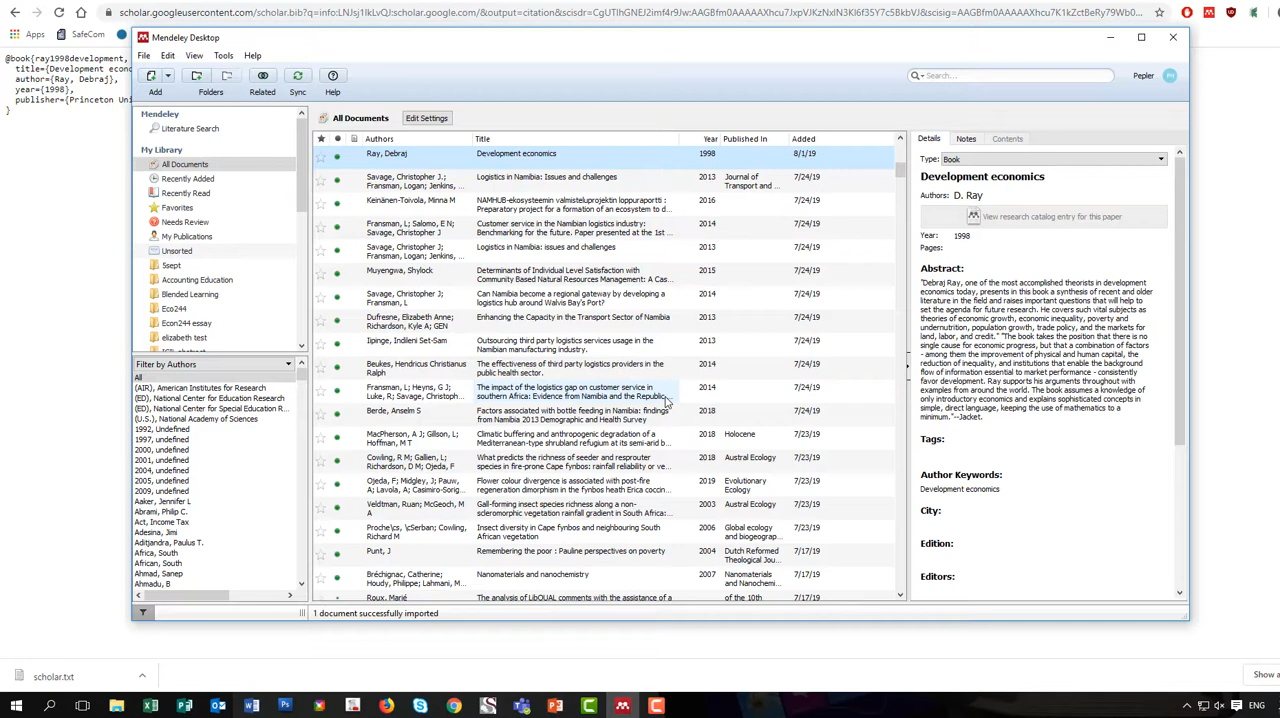 scholar.googleusercontent.com/scholar.bib?q=info:LNJsj1lkLvQJ:scholar.google.com/&output=citation&scisdr=
Apps
SafeCom
@book{ray1998development,
title={Development econo
author={Ray, Debraj},
year={1998},
publisher={Princeton Uni
}
Mendeley Desktop
File Edit View Tools Help
Search...
Pepler
Add Folders Related Sync Help
Mendeley
Literature Search
My Library
All Documents
Recently Added
Recently Read
Favorites
Needs Review
My Publications
Unsorted
5sept
Accounting Education
Blended Learning
Eco244
Econ244 essay
elizabeth test
Filter by Authors
All
(AIR), American Institutes for Research
(ED), National Center for Education Research
(ED), National Center for Special Education R...
(U.S.), National Academy of Sciences
1992, Undefined
1997, undefined
2000, undefined
2001, undefined
2004, undefined
2005, undefined
2009, undefined
Aaker, Jennifer L
Abrami, Philip C.
Act, Income Tax
Adesina, Jimi
Aditjandra, Paulus T.
Africa, South
African, South
Ahmad, Sanep
Ahmadu, B
All Documents
Edit Settings
Authors Title Year Published In Added
Ray, Debraj Development economics 1998 8/1/19
Savage, Christopher J.; Logistics in Namibia: Issues and challenges 2013 Journal of 7/24/19
Fransman, Logan; Jenkins, ... Transport and ...
Keinänen-Toivola, Minna M NAMHUB-ekosysteemin valmisteluprojektin loppuraportti : 2016 7/24/19
Preparatory project for a formation of an ecosystem to d...
Fransman, L; Salomo, E N; Customer service in the Namibian logistics industry: 2014 7/24/19
Savage, Christopher J Benchmarking for the future. Paper presented at the 1st ...
Savage, Christopher J.; Logistics in Namibia: issues and challenges 2013 7/24/19
Fransman, Logan; Jenkins, ...
Muyengwa, Shylock Determinants of Individual Level Satisfaction with 2015 7/24/19
Community Based Natural Resources Management: A Cas...
Savage, Christopher J; Can Namibia become a regional gateway by developing a 2014 7/24/19
Fransman, L logistics hub around Walvis Bay's Port?
Dufresne, Elizabeth Anne; Enhancing the Capacity in the Transport Sector of Namibia 2013 7/24/19
Richardson, Kyle A; GEN
Iipinge, Indileni Set-Sam Outsourcing third party logistics services usage in the 2013 7/24/19
Namibian manufacturing industry.
Beukes, Hendricus Christianus The effectiveness of third party logistics providers in the 2014 7/24/19
Ralph public health sector.
Fransman, L; Heyns, G J; The impact of the logistics gap on customer service in 2014 7/24/19
Luke, R; Savage, Christoph... southern Africa: Evidence from Namibia and the Republic...
Berde, Anselm S Factors associated with bottle feeding in Namibia: findings 2018 7/24/19
from Namibia 2013 Demographic and Health Survey
MacPherson, A J; Gillson, L; Climatic buffering and anthropogenic degradation of a 2018 Holocene 7/23/19
Hoffman, M T Mediterranean-type shrubland refugium at its semi-arid b...
Cowling, R M; Gallien, L; What predicts the richness of seeder and resprouter 2018 Austral Ecology 7/23/19
Richardson, D M; Ojeda, F species in fire-prone Cape fynbos: rainfall reliability or ve...
Ojeda, F; Midgley, J; Pauw, Flower colour divergence is associated with post-fire 2019 Evolutionary 7/23/19
A; Lavola, A; Casimiro-Sorig... regeneration dimorphism in the fynbos heath Erica coccin... Ecology
Veldtman, Ruan; McGeoch, M Gall-forming insect species richness along a non- 2003 Austral Ecology 7/23/19
A scleromorphic vegetation rainfall gradient in South Africa:...
Proche\cs, \cSerban; Cowling, Insect diversity in Cape fynbos and neighbouring South 2006 Global ecology 7/23/19
Richard M African vegetation and biogeograp...
Punt, J Remembering the poor : Pauline perspectives on poverty 2004 Dutch Reformed 7/17/19
Theological Jou...
Bréchignac, Catherine; Nanomaterials and nanochemistry 2007 Nanomaterials 7/17/19
Houdy, Philippe; Lahmani, M... and Nanochemi...
Roux, Marié The analysis of LibQUAL comments with the assistance of a of the 10th 7/17/19
1 document successfully imported
Details Notes Contents
Type: Book
Development economics
Authors: D. Ray
View research catalog entry for this paper
Year: 1998
Pages:
Abstract:
"Debraj Ray, one of the most accomplished theorists in development
economics today, presents in this book a synthesis of recent and older
literature in the field and raises important questions that will help to
set the agenda for future research. He covers such vital subjects as
theories of economic growth, economic inequality, poverty and
undernutrition, population growth, trade policy, and the markets for
land, labor, and credit." "The book takes the position that there is no
single cause for economic progress, but that a combination of factors
- among them the improvement of physical and human capital, the
reduction of inequality, and institutions that enable the background
flow of information essential to market performance - consistently
favor development. Ray supports his arguments throughout with
examples from around the world. The book assumes a knowledge of
only introductory economics and explains sophisticated concepts in
simple, direct language, keeping the use of mathematics to a
minimum."--Jacket.
Tags:
Author Keywords:
Development economics
City:
Edition:
Editors:
scholar.txt
Show a
ENG